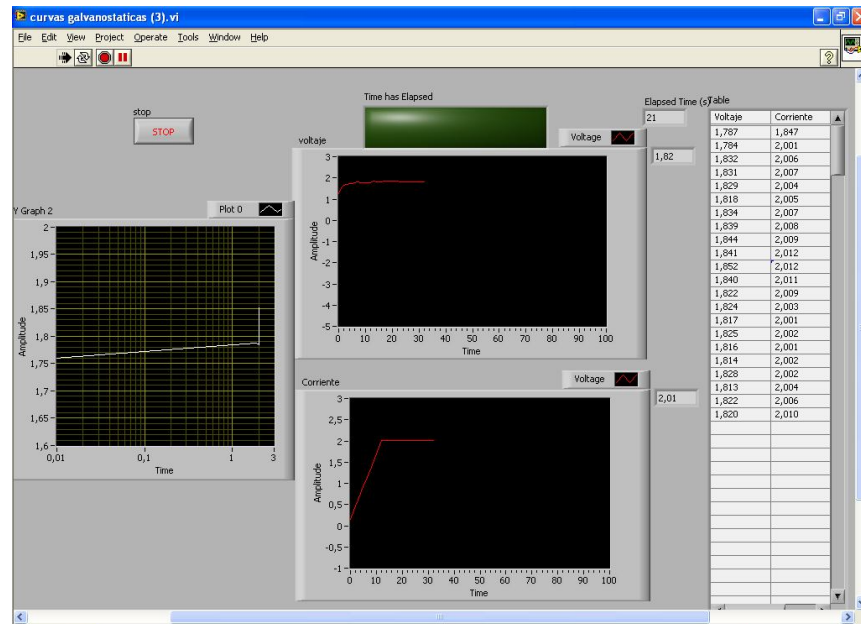 curvas galvanostaticas (3).vi
File Edit View Project Operate Tools Window Help
stop
STOP
Time has Elapsed
Elapsed Time (s)
21
voltaje
Voltage
1,82
3
2
1
0
-1
-2
-3
-4
-5
Amplitude
0 10 20 30 40 50 60 70 80 90 100
Time
Y Graph 2
Plot 0
2
1,95
1,9
1,85
1,8
1,75
1,7
1,65
1,6
Amplitude
0,01 0,1 1 3
Time
Corriente
Voltage
2,01
3
2,5
2
1,5
1
0,5
0
-0,5
-1
Amplitude
0 10 20 30 40 50 60 70 80 90 100
Time
Table
Voltaje Corriente
1,787 1,847
1,784 2,001
1,832 2,006
1,831 2,007
1,829 2,004
1,818 2,005
1,834 2,007
1,839 2,008
1,844 2,009
1,841 2,012
1,852 2,012
1,840 2,011
1,822 2,009
1,824 2,003
1,817 2,001
1,825 2,002
1,816 2,001
1,814 2,002
1,828 2,002
1,813 2,004
1,822 2,006
1,820 2,010